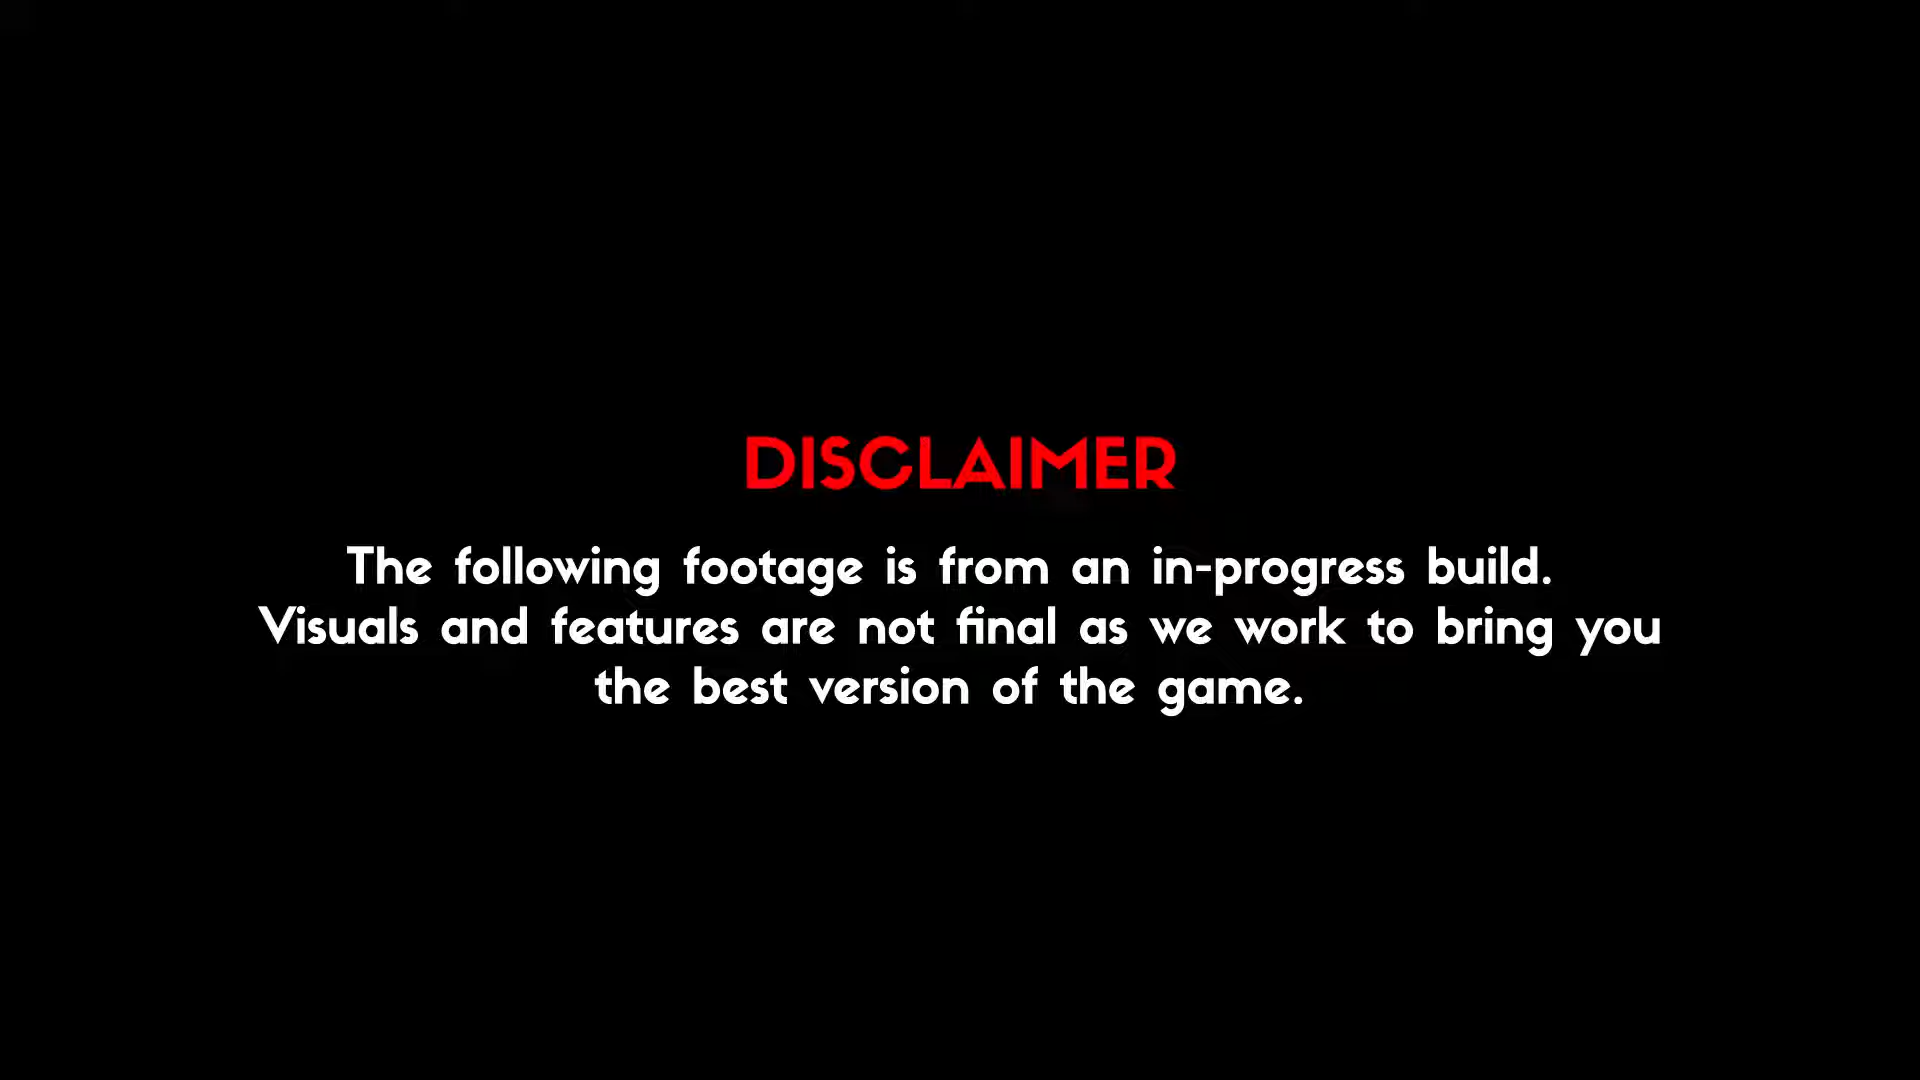 DISCLAIMER
The following footage is from an in-progress build.
Visuals and features are not final as we work to bring you
the best version of the game.